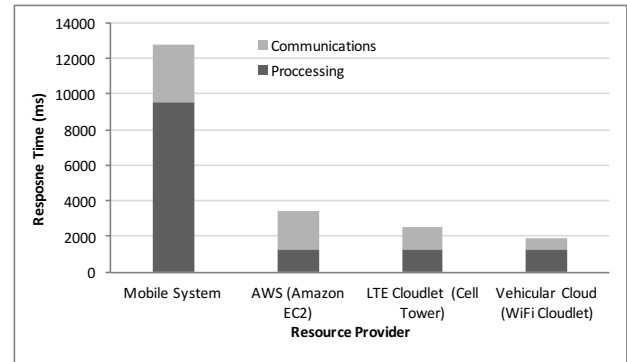 14000
12000
10000
8000
6000
4000
2000
0
Resposne Time (ms)
Communications
Proccessing
Mobile System
AWS (Amazon
EC2)
LTE Cloudlet (Cell
Tower)
Vehicular Cloud
(WiFi Cloudlet)
Resource Provider